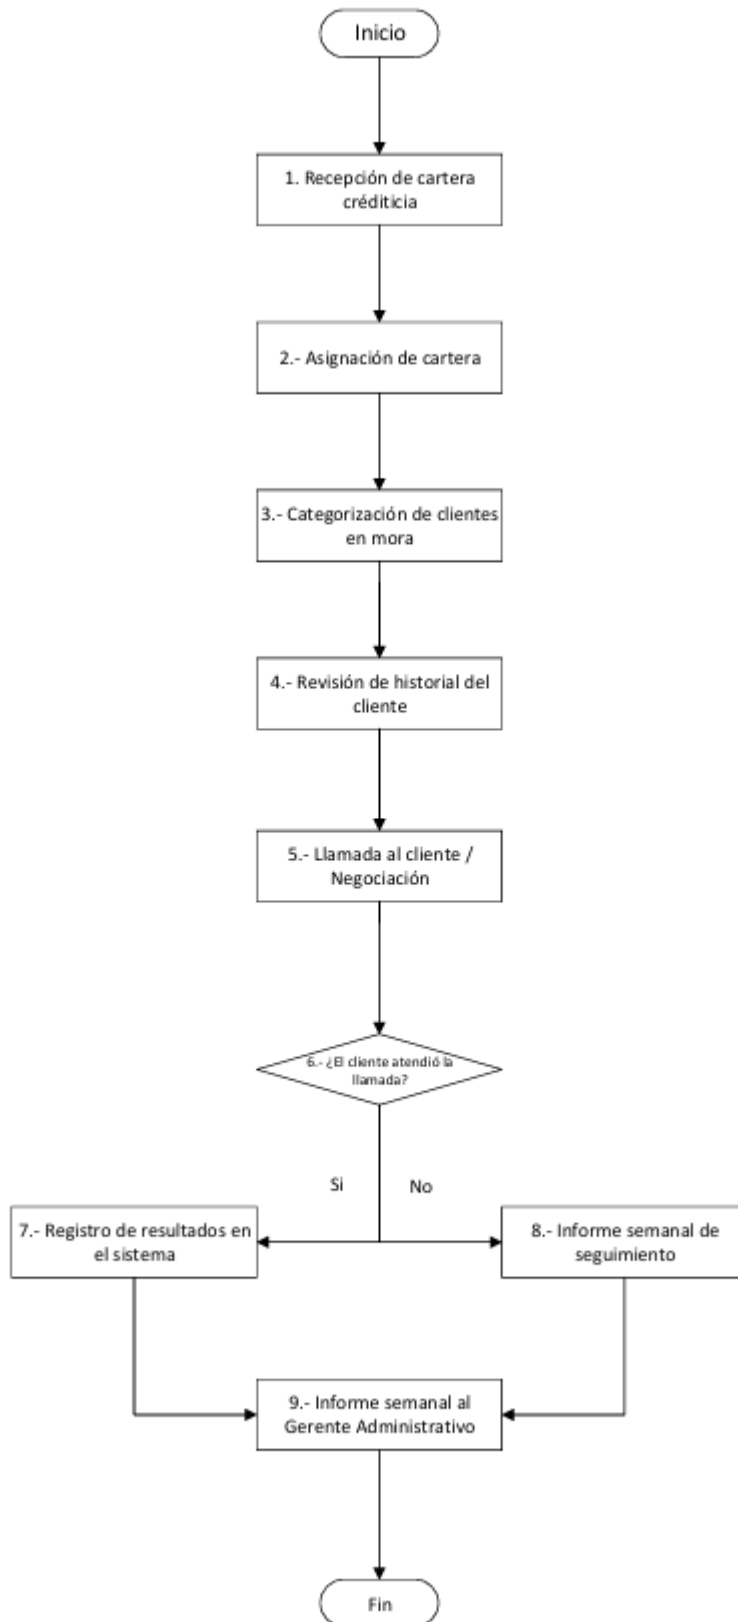 Inicio
1. Recepción de cartera
créditicia
2.- Asignación de cartera
3.- Categorización de clientes
en mora
4.- Revisión de historial del
cliente
5.- Llamada al cliente /
Negociación
6.- ¿El cliente atendió la
llamada?
Si
No
7.- Registro de resultados en
el sistema
8.- Informe semanal de
seguimiento
9.- Informe semanal al
Gerente Administrativo
Fin